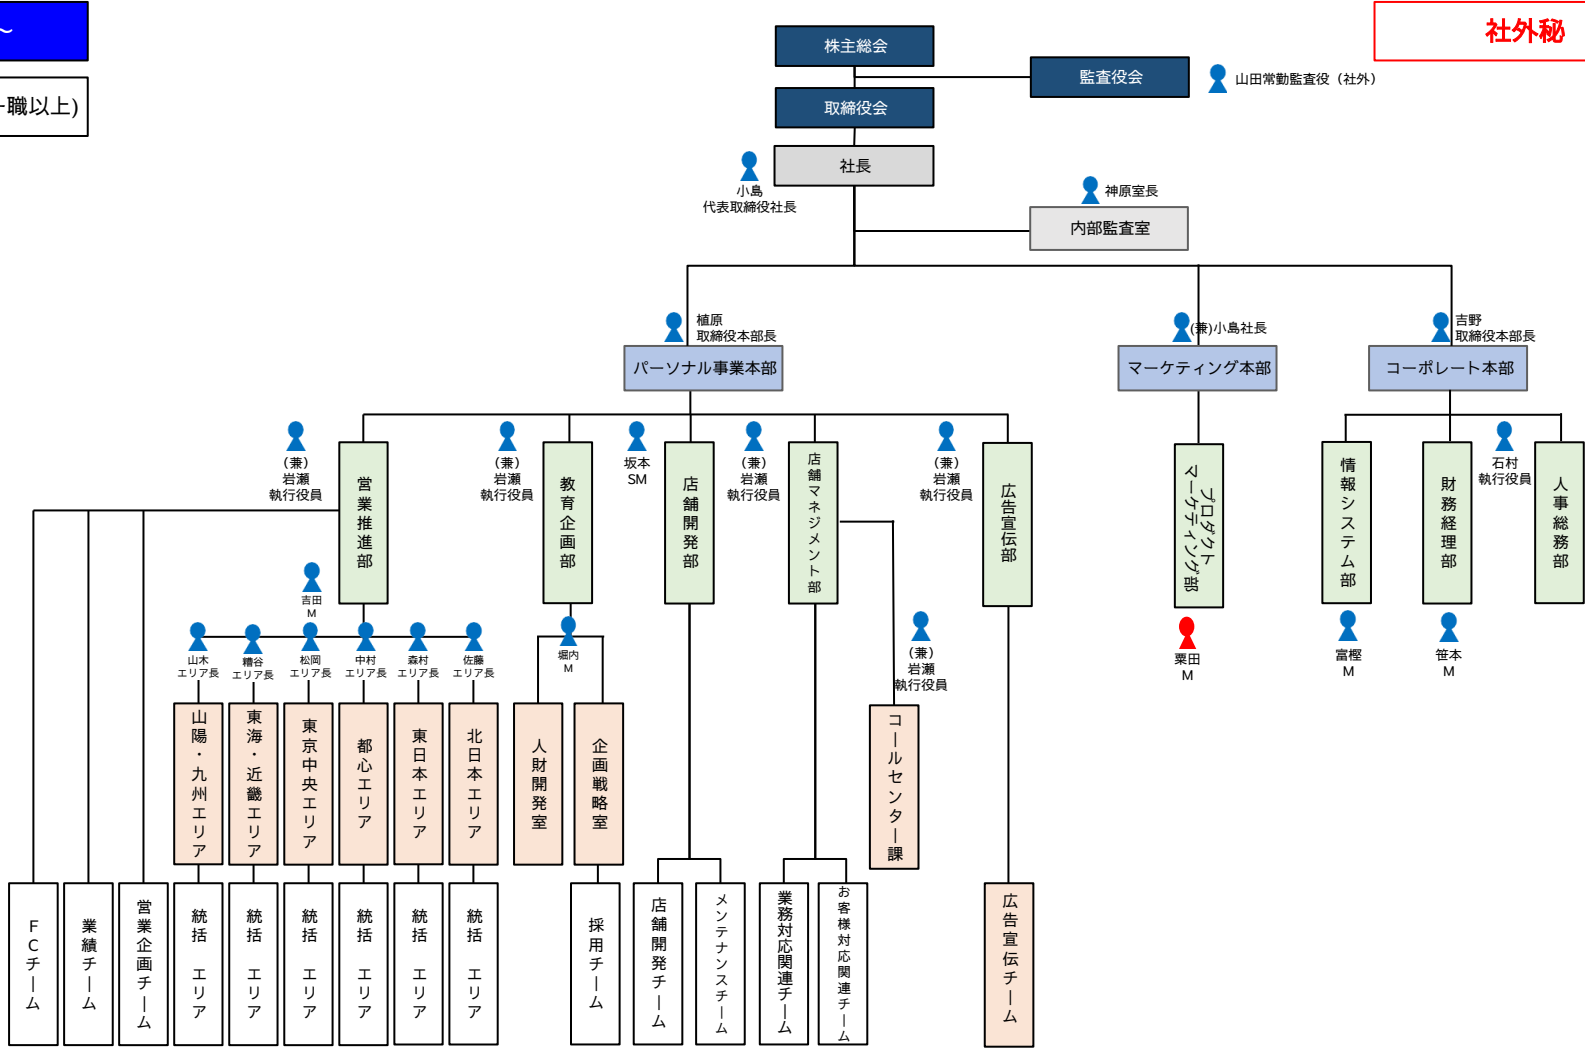 ～
社外秘
ー職以上)
株主総会
監査役会
山田常勤監査役（社外）
取締役会
社長
小島
代表取締役社長
神原室長
内部監査室
植原
取締役本部長
パーソナル事業本部
(兼)小島社長
マーケティング本部
吉野
取締役本部長
コーポレート本部
（兼）
岩瀬
執行役員
営業推進部
（兼）
岩瀬
執行役員
教育企画部
坂本
SM
店舗開発部
（兼）
岩瀬
執行役員
店舗マネジメント部
（兼）
岩瀬
執行役員
広告宣伝部
プロダクト
マーケティング部
栗田
M
情報システム部
富樫
M
財務経理部
笹本
M
石村
執行役員
人事総務部
吉田
M
山木
エリア長
糟谷
エリア長
松岡
エリア長
中村
エリア長
森村
エリア長
佐藤
エリア長
堀内
M
（兼）
岩瀬
執行役員
山陽・九州エリア
東海・近畿エリア
東京中央エリア
都心エリア
東日本エリア
北日本エリア
人財開発室
企画戦略室
コールセンター課
FCチーム
業績チーム
営業企画チーム
統括 エリア
統括 エリア
統括 エリア
統括 エリア
統括 エリア
統括 エリア
採用チーム
店舗開発チーム
メンテナンスチーム
業務対応関連チーム
お客様対応関連チーム
広告宣伝チーム